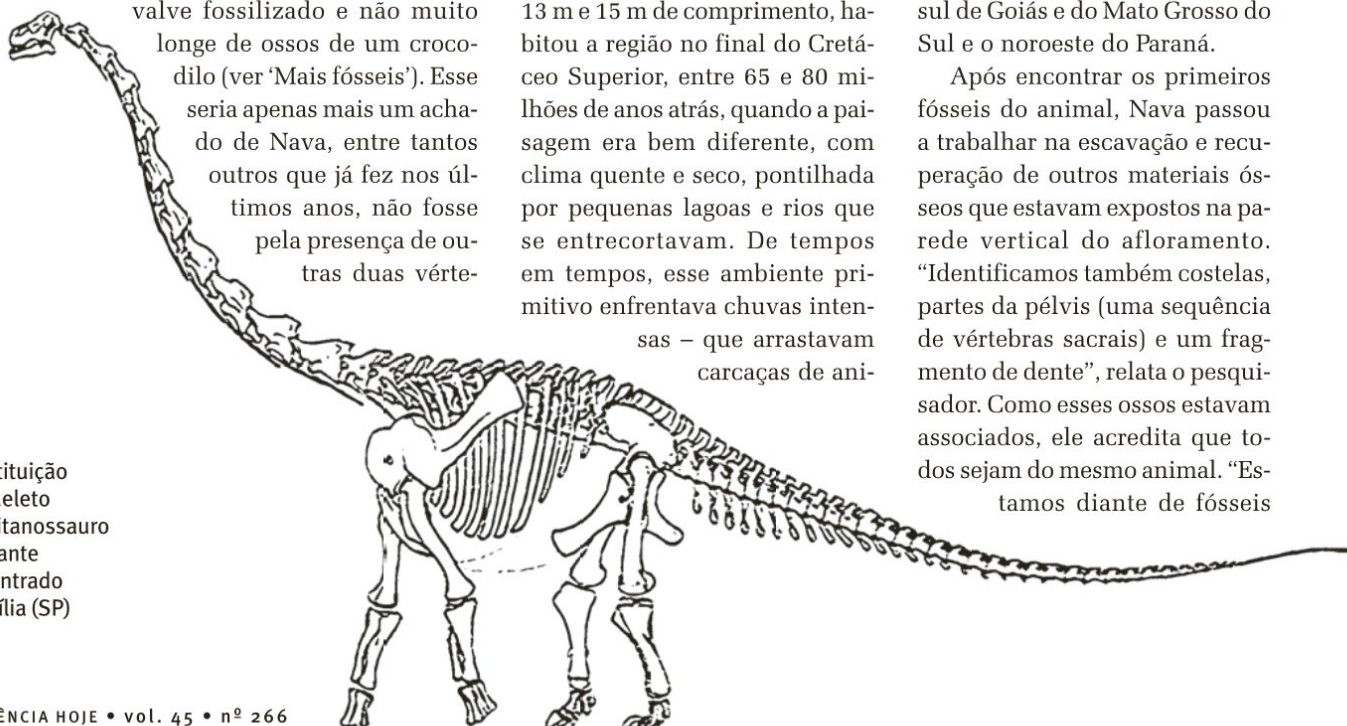 valve fossilizado e não muito
longe de ossos de um croco-
dilo (ver ‘Mais fósseis’). Esse
seria apenas mais um acha-
do de Nava, entre tantos
outros que já fez nos úl-
timos anos, não fosse
pela presença de ou-
tras duas vérte-
13 m e 15 m de comprimento, ha-
bitou a região no final do Cretá-
ceo Superior, entre 65 e 80 mi-
lhões de anos atrás, quando a pai-
sagem era bem diferente, com
clima quente e seco, pontilhada
por pequenas lagoas e rios que
se entrecortavam. De tempos
em tempos, esse ambiente pri-
mitivo enfrentava chuvas inten-
sas – que arrastavam
carcaças de ani-
sul de Goiás e do Mato Grosso do
Sul e o noroeste do Paraná.
Após encontrar os primeiros
fósseis do animal, Nava passou
a trabalhar na escavação e recu-
peração de outros materiais ós-
seos que estavam expostos na pa-
rede vertical do afloramento.
“Identificamos também costelas,
partes da pélvis (uma sequência
de vértebras sacrais) e um frag-
mento de dente”, relata o pesqui-
sador. Como esses ossos estavam
associados, ele acredita que to-
dos sejam do mesmo animal. “Es-
tamos diante de fósseis
tituição
eleto
itanossauro
ante
ntrado
ília (SP)
ÊNCIA HOJE • vol. 45 • nº 266